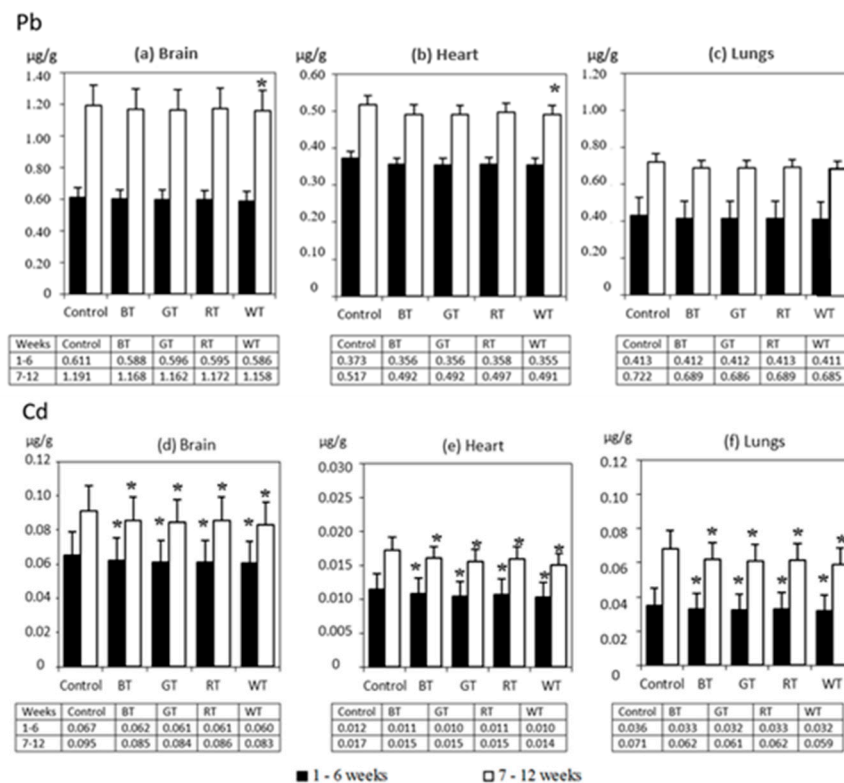 Pb
µg/g (a) Brain
1.40
1.20
1.00
0.80
0.60
0.40
0.20
0
*
Control BT GT RT WT
Weeks Control BT GT RT WT
1-6 0.611 0.588 0.596 0.595 0.586
7-12 1.191 1.168 1.162 1.172 1.158
µg/g (b) Heart
0.60
0.50
0.40
0.30
0.20
0.10
0
*
Control BT GT RT WT
Control BT GT RT WT
0.373 0.356 0.356 0.358 0.355
0.517 0.492 0.492 0.497 0.491
µg/g (c) Lungs
1.20
1.00
0.80
0.60
0.40
0.20
0
Control BT GT RT WT
Control BT GT RT WT
0.413 0.412 0.412 0.413 0.411
0.722 0.689 0.686 0.689 0.685
Cd
µg/g (d) Brain
0.12
0.10
0.08
0.06
0.04
0.02
0
* * * *
* * * *
Control BT GT RT WT
Weeks Control BT GT RT WT
1-6 0.067 0.062 0.061 0.061 0.060
7-12 0.095 0.085 0.084 0.086 0.083
µg/g (e) Heart
0.030
0.025
0.020
0.015
0.010
0.005
0
* * * *
* * * *
Control BT GT RT WT
Control BT GT RT WT
0.012 0.011 0.010 0.011 0.010
0.017 0.015 0.015 0.015 0.014
µg/g (f) Lungs
0.12
0.10
0.08
0.06
0.04
0.02
0
* * * *
* * * *
Control BT GT RT WT
Control BT GT RT WT
0.036 0.033 0.032 0.033 0.032
0.071 0.062 0.061 0.062 0.059
1 - 6 weeks 7 - 12 weeks